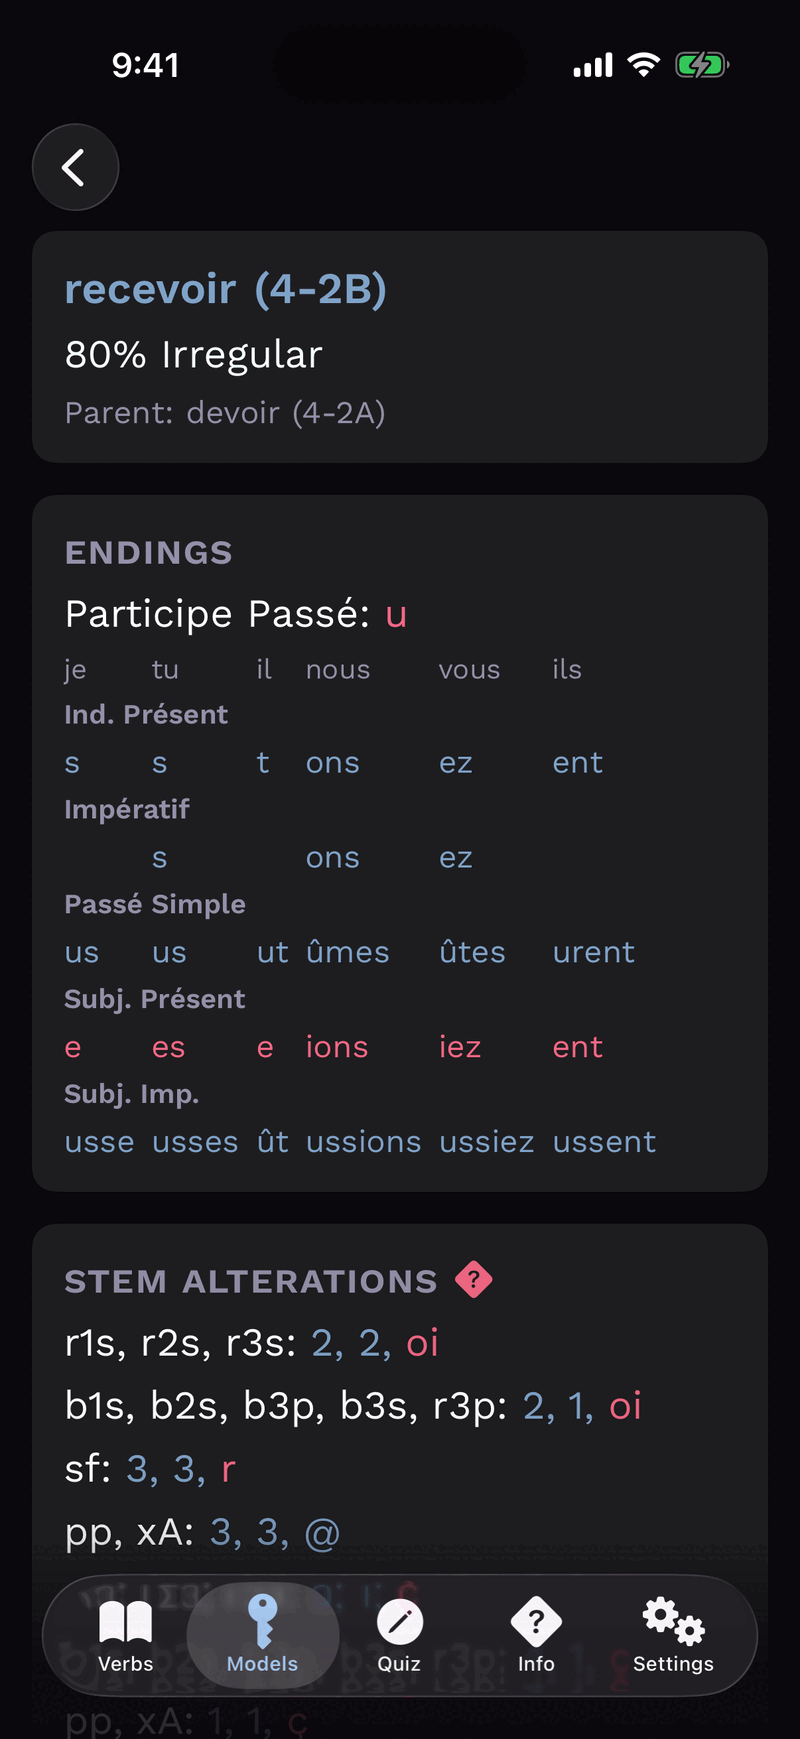 9:41
recevoir (4-2B)
80% Irregular
Parent: devoir (4-2A)
ENDINGS
Participe Passé: u
je tu il nous vous ils
Ind. Présent
s s t ons ez ent
Impératif
s ons ez
Passé Simple
us us ut ûmes ûtes urent
Subj. Présent
e es e ions iez ent
Subj. Imp.
usse usses ût ussions ussiez ussent
STEM ALTERATIONS ?
r1s, r2s, r3s: 2, 2, oi
b1s, b2s, b3p, b3s, r3p: 2, 1, oi
sf: 3, 3, r
pp, xA: 3, 3, @
Verbs Models Quiz Info Settings
pp, xA: 1, 1, ç